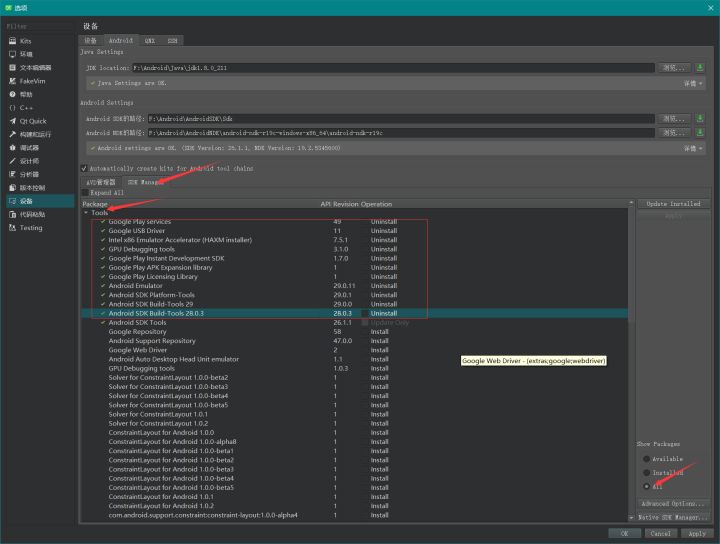 选项
Filter
Kits
环境
文本编辑器
FakeVim
帮助
C++
Qt Quick
构建和运行
调试器
设计师
分析器
版本控制
设备
代码粘贴
Testing
设备
设备 Android QNX SSH
Java Settings
JDK location: F:\Android\Java\jdk1.8.0_211 浏览...
Java Settings are OK. 详情
Android Settings
Android SDK的路径: F:\Android\AndroidSDK\Sdk 浏览...
Android NDK的路径: F:\Android\AndroidNDK\android-ndk-r19c-windows-x86_64\android-ndk-r19c 浏览...
Android settings are OK. (SDK Version: 26.1.1, NDK Version: 19.2.5345600) 详情
Automatically create kits for Android tool chains
AVD管理器 SDK Manager
Expand All
Package API Revision Operation
Tools
Google Play services 49 Uninstall
Google USB Driver 11 Uninstall
Intel x86 Emulator Accelerator (HAXM installer) 7.5.1 Uninstall
GPU Debugging tools 3.1.0 Uninstall
Google Play Instant Development SDK 1.7.0 Uninstall
Google Play APK Expansion library 1 Uninstall
Google Play Licensing Library 1 Uninstall
Android Emulator 29.0.11 Uninstall
Android SDK Platform-Tools 29.0.1 Uninstall
Android SDK Build-Tools 29 29.0.0 Uninstall
Android SDK Build-Tools 28.0.3 28.0.3 Uninstall
Android SDK Tools 26.1.1 Update Only
Google Repository 58 Install
Android Support Repository 47.0.0 Install
Google Web Driver 2 Install
Android Auto Desktop Head Unit emulator 1.1 Install
GPU Debugging tools 1.0.3 Install
Solver for ConstraintLayout 1.0.0-beta2 1 Install
Solver for ConstraintLayout 1.0.0-beta3 1 Install
Solver for ConstraintLayout 1.0.0-beta4 1 Install
Solver for ConstraintLayout 1.0.0-beta5 1 Install
Solver for ConstraintLayout 1.0.1 1 Install
Solver for ConstraintLayout 1.0.2 1 Install
ConstraintLayout for Android 1.0.0 1 Install
ConstraintLayout for Android 1.0.0-alpha8 1 Install
ConstraintLayout for Android 1.0.0-beta1 1 Install
ConstraintLayout for Android 1.0.0-beta2 1 Install
ConstraintLayout for Android 1.0.0-beta3 1 Install
ConstraintLayout for Android 1.0.0-beta4 1 Install
ConstraintLayout for Android 1.0.0-beta5 1 Install
ConstraintLayout for Android 1.0.1 1 Install
ConstraintLayout for Android 1.0.2 1 Install
com.android.support.constraint:constraint-layout:1.0.0-alpha4 1 Install
Google Web Driver - (extras;google;webdriver)
Update Installed
Apply
Show Packages
Available
Installed
All
Advanced Options...
Native SDK Manager...
OK Cancel Apply